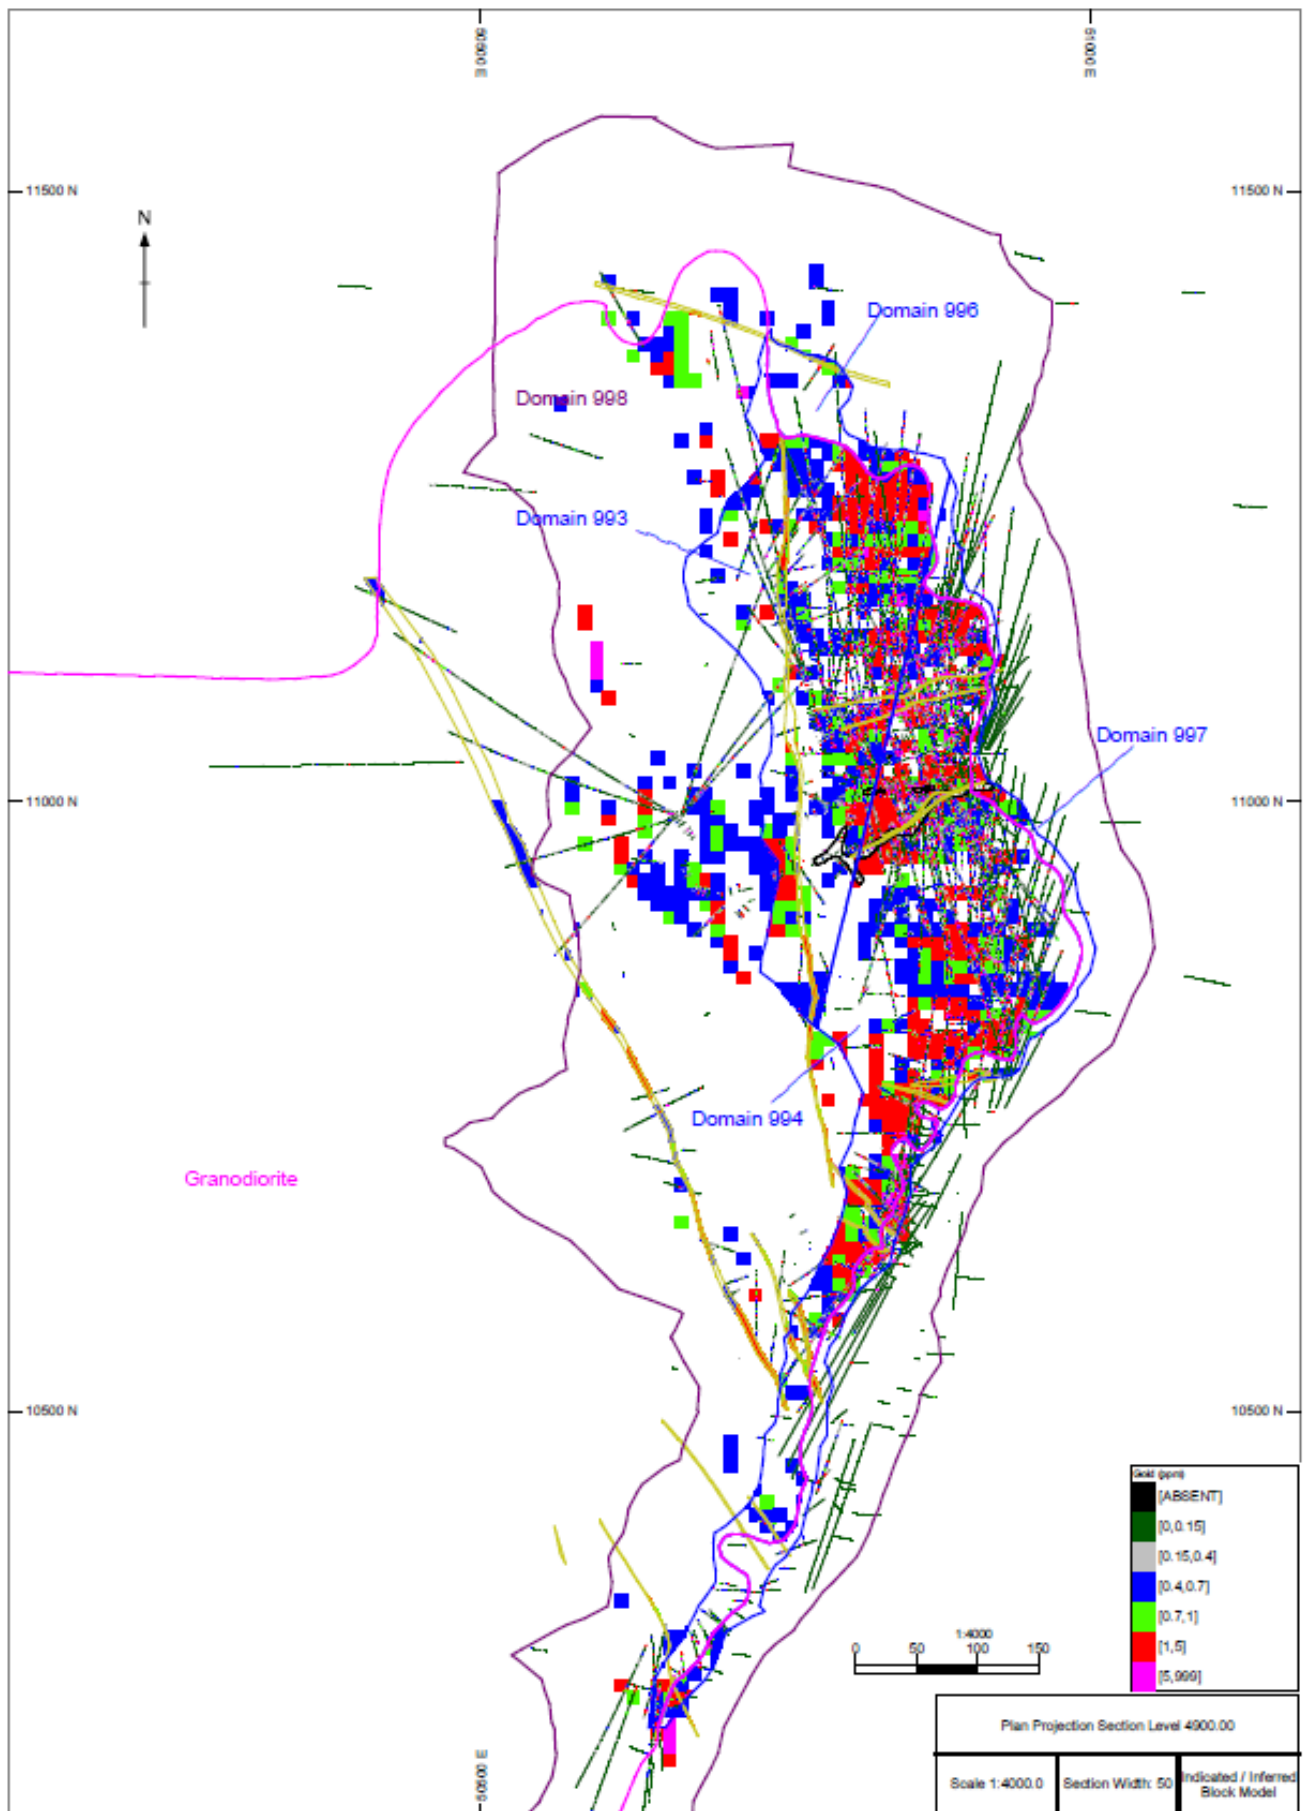 50500 E
51000 E
11500 N
11500 N
N
Domain 996
Domain 998
Domain 993
Domain 997
11000 N
11000 N
Domain 994
Granodiorite
10500 N
10500 N
Gold (ppm)
[ABSENT]
[0,0.15]
[0.15,0.4]
[0.4,0.7]
[0.7,1]
[1,5]
[5,999]
1:4000
0 50 100 150
Plan Projection Section Level 4900.00
50500 E
Scale 1:4000.0
Section Width: 50
Indicated / Inferred
Block Model